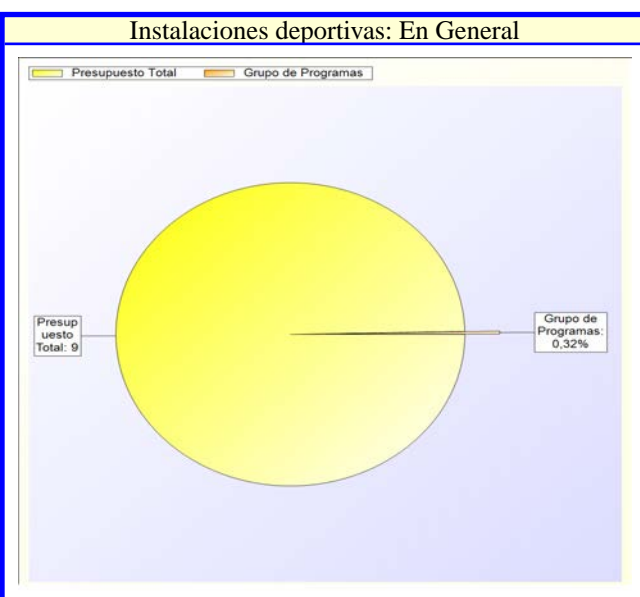 Instalaciones deportivas: En General
Presupuesto Total
Grupo de Programas
Presup
uesto
Total: 9
Grupo de
Programas:
0,32%